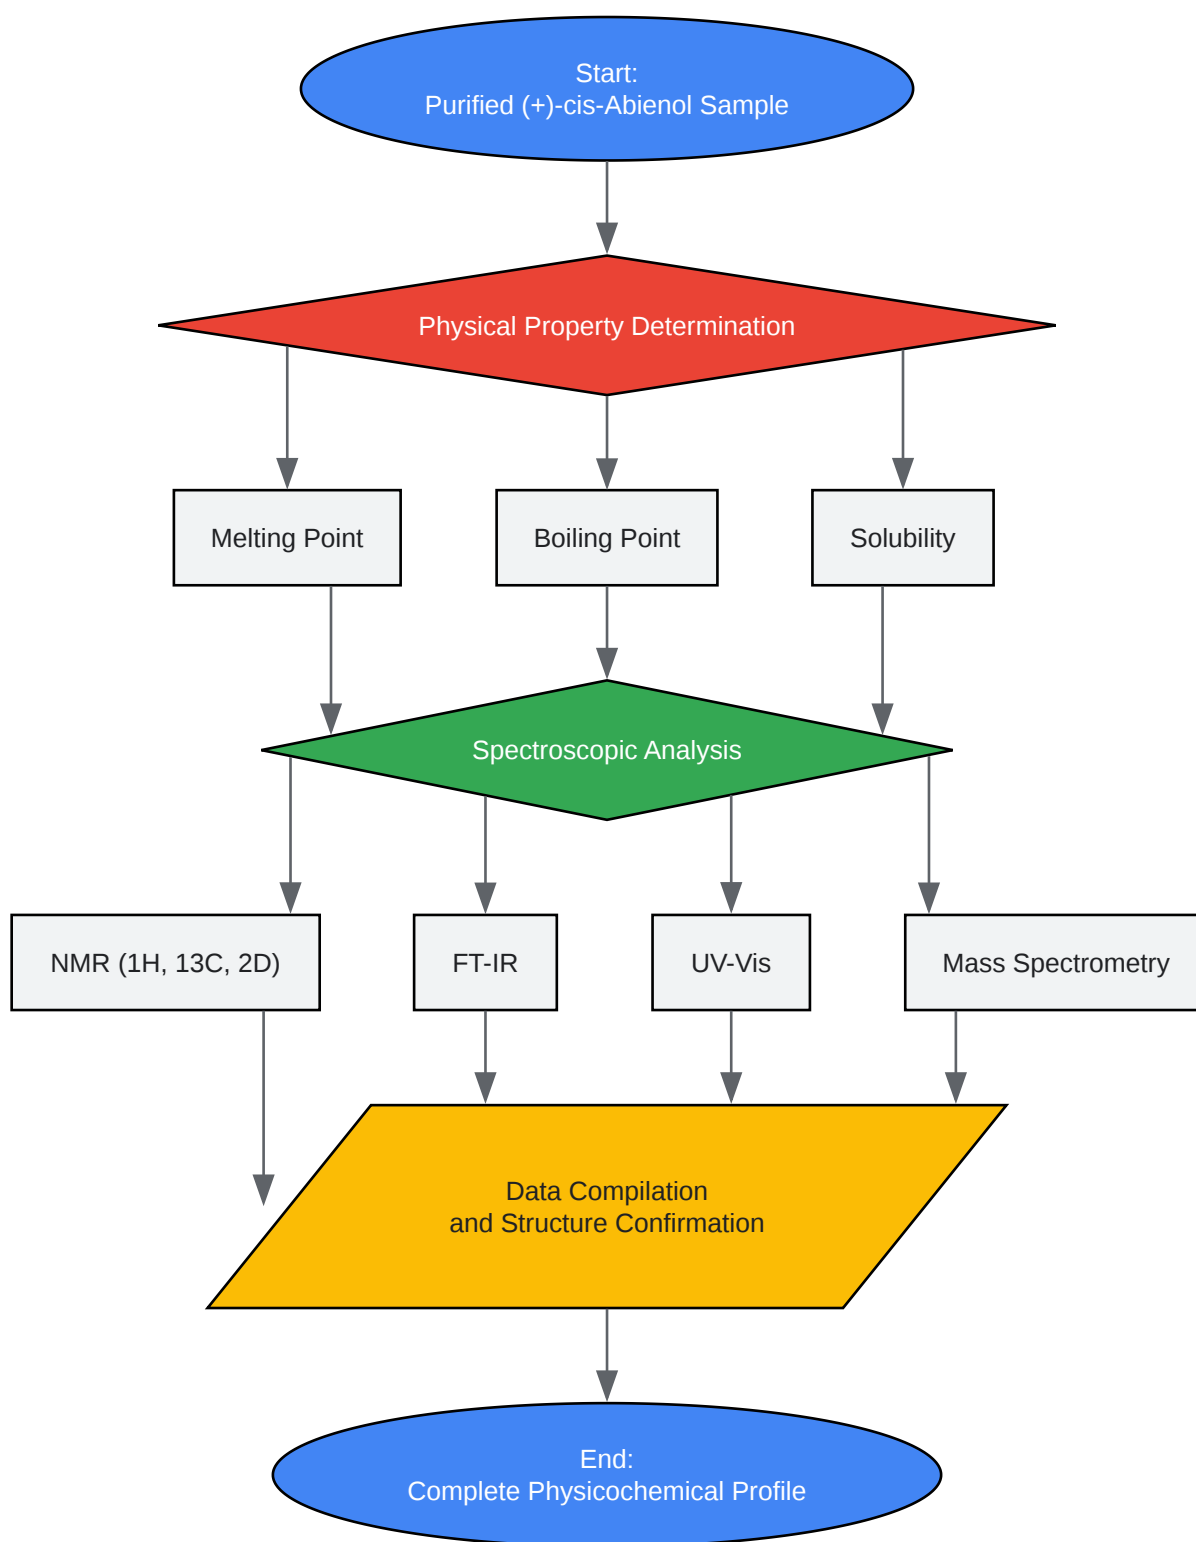 Start:
Purified (+)-cis-Abienol Sample
Physical Property Determination
Melting Point
Boiling Point
Solubility
Spectroscopic Analysis
NMR (1H, 13C, 2D)
FT-IR
UV-Vis
Mass Spectrometry
Data Compilation
and Structure Confirmation
End:
Complete Physicochemical Profile